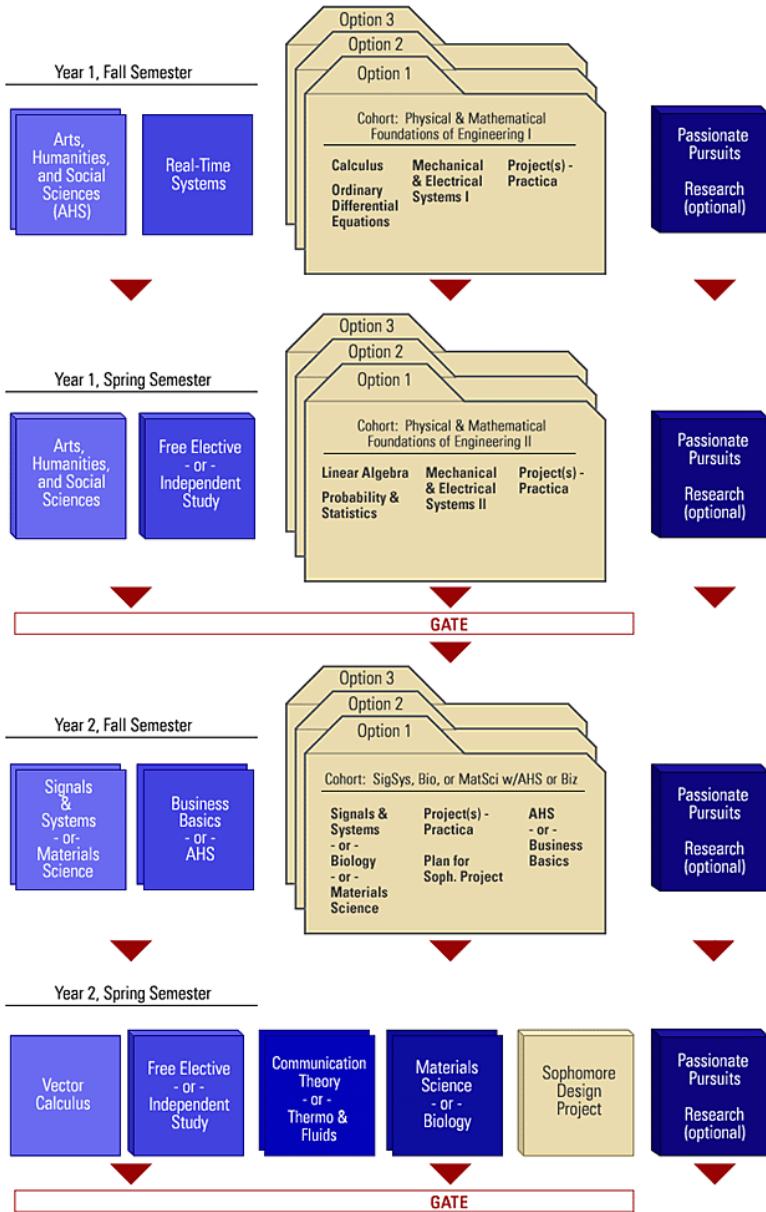 Option 3
Option 2
Option 1
Year 1, Fall Semester
Arts,
Humanities,
and Social
Sciences
(AHS)
Real-Time
Systems
Cohort: Physical & Mathematical
Foundations of Engineering I
Calculus
Ordinary
Differential
Equations
Mechanical
& Electrical
Systems I
Project(s) -
Practica
Passionate
Pursuits
Research
(optional)
Option 3
Option 2
Option 1
Year 1, Spring Semester
Arts,
Humanities,
and Social
Sciences
Free Elective
- or -
Independent
Study
Cohort: Physical & Mathematical
Foundations of Engineering II
Linear Algebra
Probability &
Statistics
Mechanical
& Electrical
Systems II
Project(s) -
Practica
Passionate
Pursuits
Research
(optional)
GATE
Option 3
Option 2
Option 1
Year 2, Fall Semester
Signals
&
Systems
- or-
Materials
Science
Business
Basics
- or -
AHS
Cohort: SigSys, Bio, or MatSci w/AHS or Biz
Signals &
Systems
- or -
Biology
- or -
Materials
Science
Project(s) -
Practica
Plan for
Soph. Project
AHS
- or -
Business
Basics
Passionate
Pursuits
Research
(optional)
Year 2, Spring Semester
Vector
Calculus
Free Elective
- or -
Independent
Study
Communication
Theory
- or -
Thermo &
Fluids
Materials
Science
- or -
Biology
Sophomore
Design
Project
Passionate
Pursuits
Research
(optional)
GATE